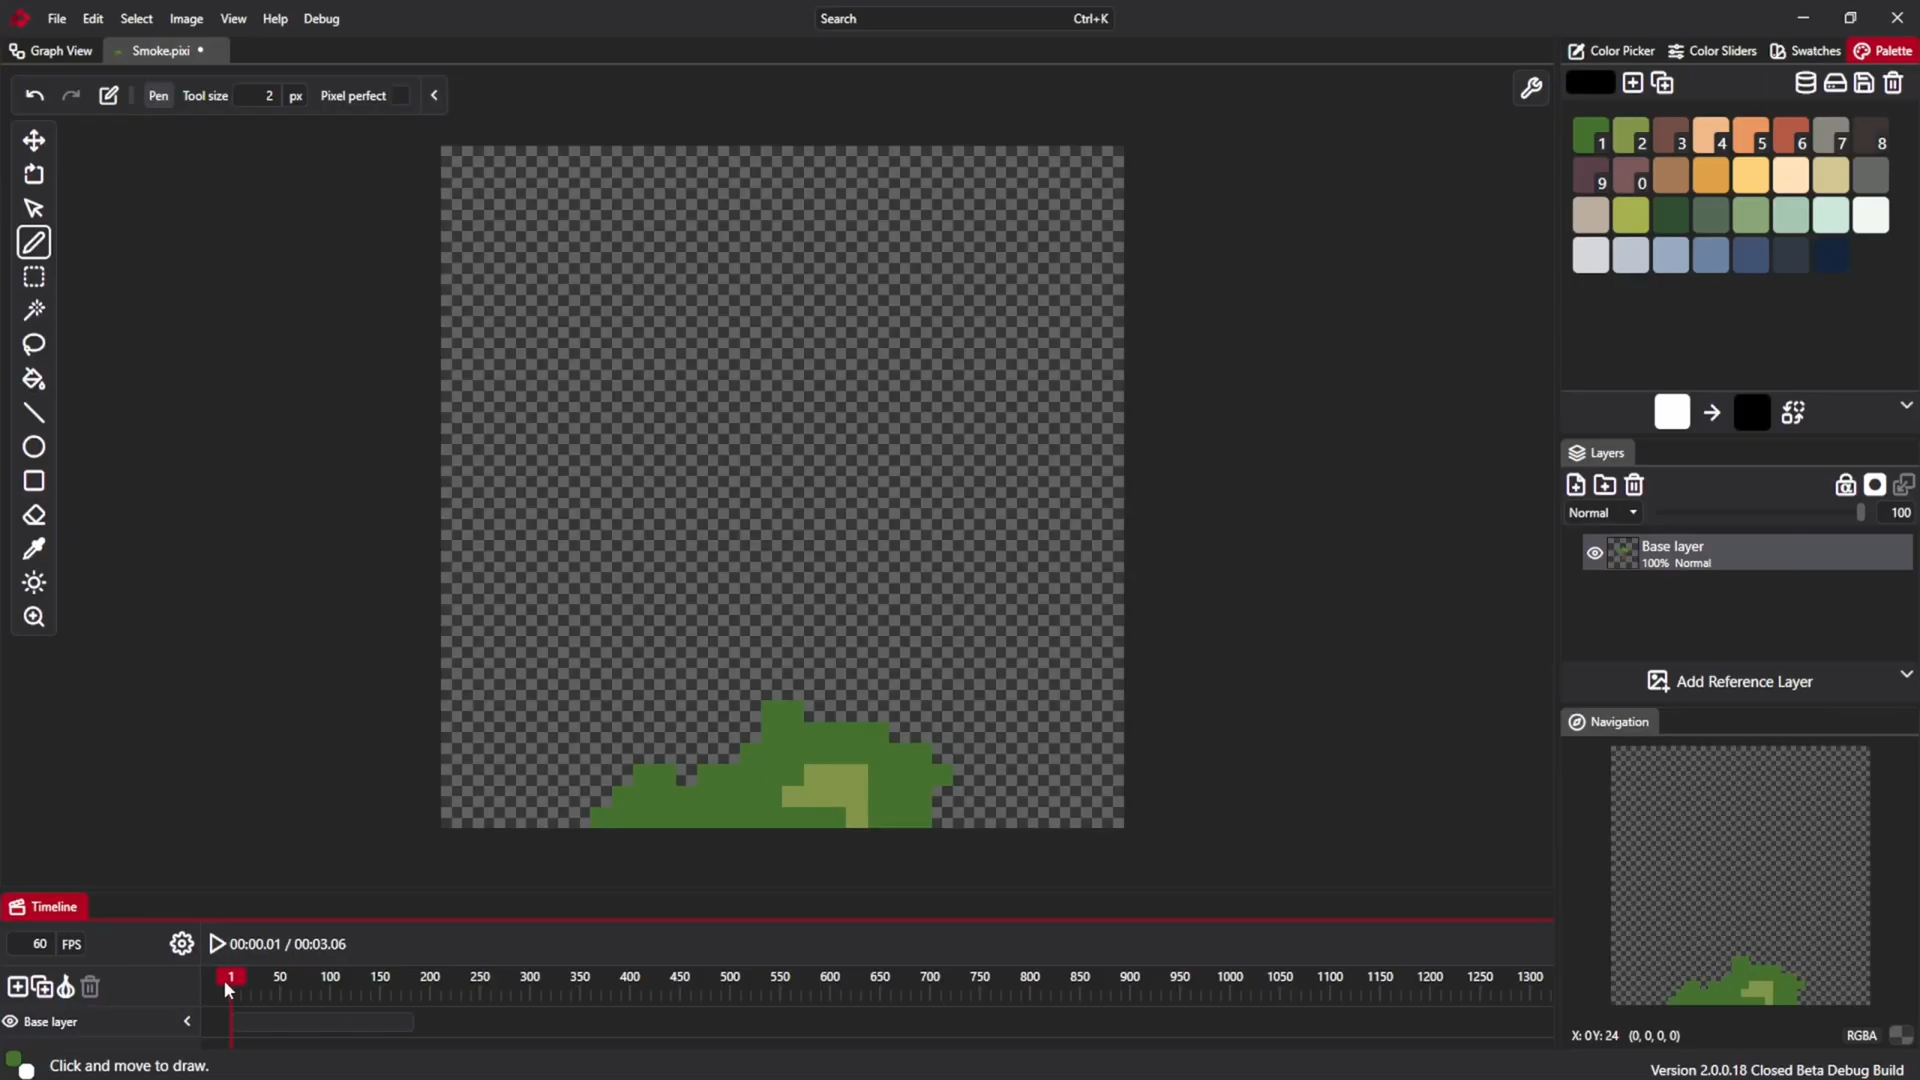 File Edit Select Image View Help Debug Search Ctrl+K
Graph View Smoke.pixi Color Picker Color Sliders Swatches Palette
Pen Tool size 2 px Pixel perfect
1 2 3 4 5 6 7 8
9 0
Layers
Normal 100
Base layer
100% Normal
Add Reference Layer
Navigation
Timeline
60 FPS 00:00.01 / 00:03.06
1 50 100 150 200 250 300 350 400 450 500 550 600 650 700 750 800 850 900 950 1000 1050 1100 1150 1200 1250 1300
Base layer
X: 0Y: 24 (0, 0, 0, 0) RGBA
Click and move to draw. Version 2.0.0.18 Closed Beta Debug Build